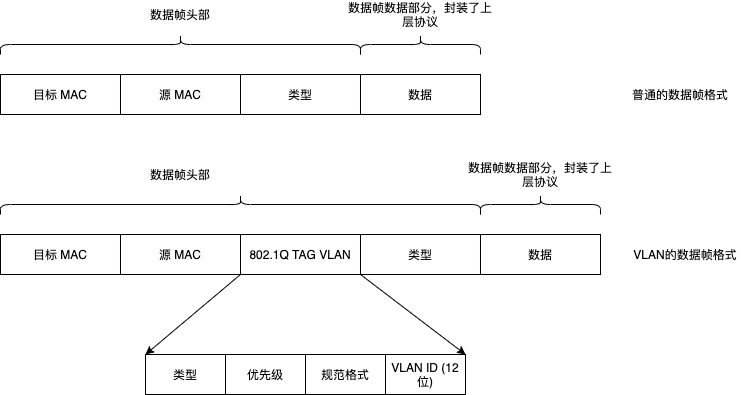 数据帧头部
数据帧数据部分，封装了上
层协议
目标 MAC
源 MAC
类型
数据
普通的数据帧格式
数据帧头部
数据帧数据部分，封装了上
层协议
目标 MAC
源 MAC
802.1Q TAG VLAN
类型
数据
VLAN的数据帧格式
类型
优先级
规范格式
VLAN ID (12
位)